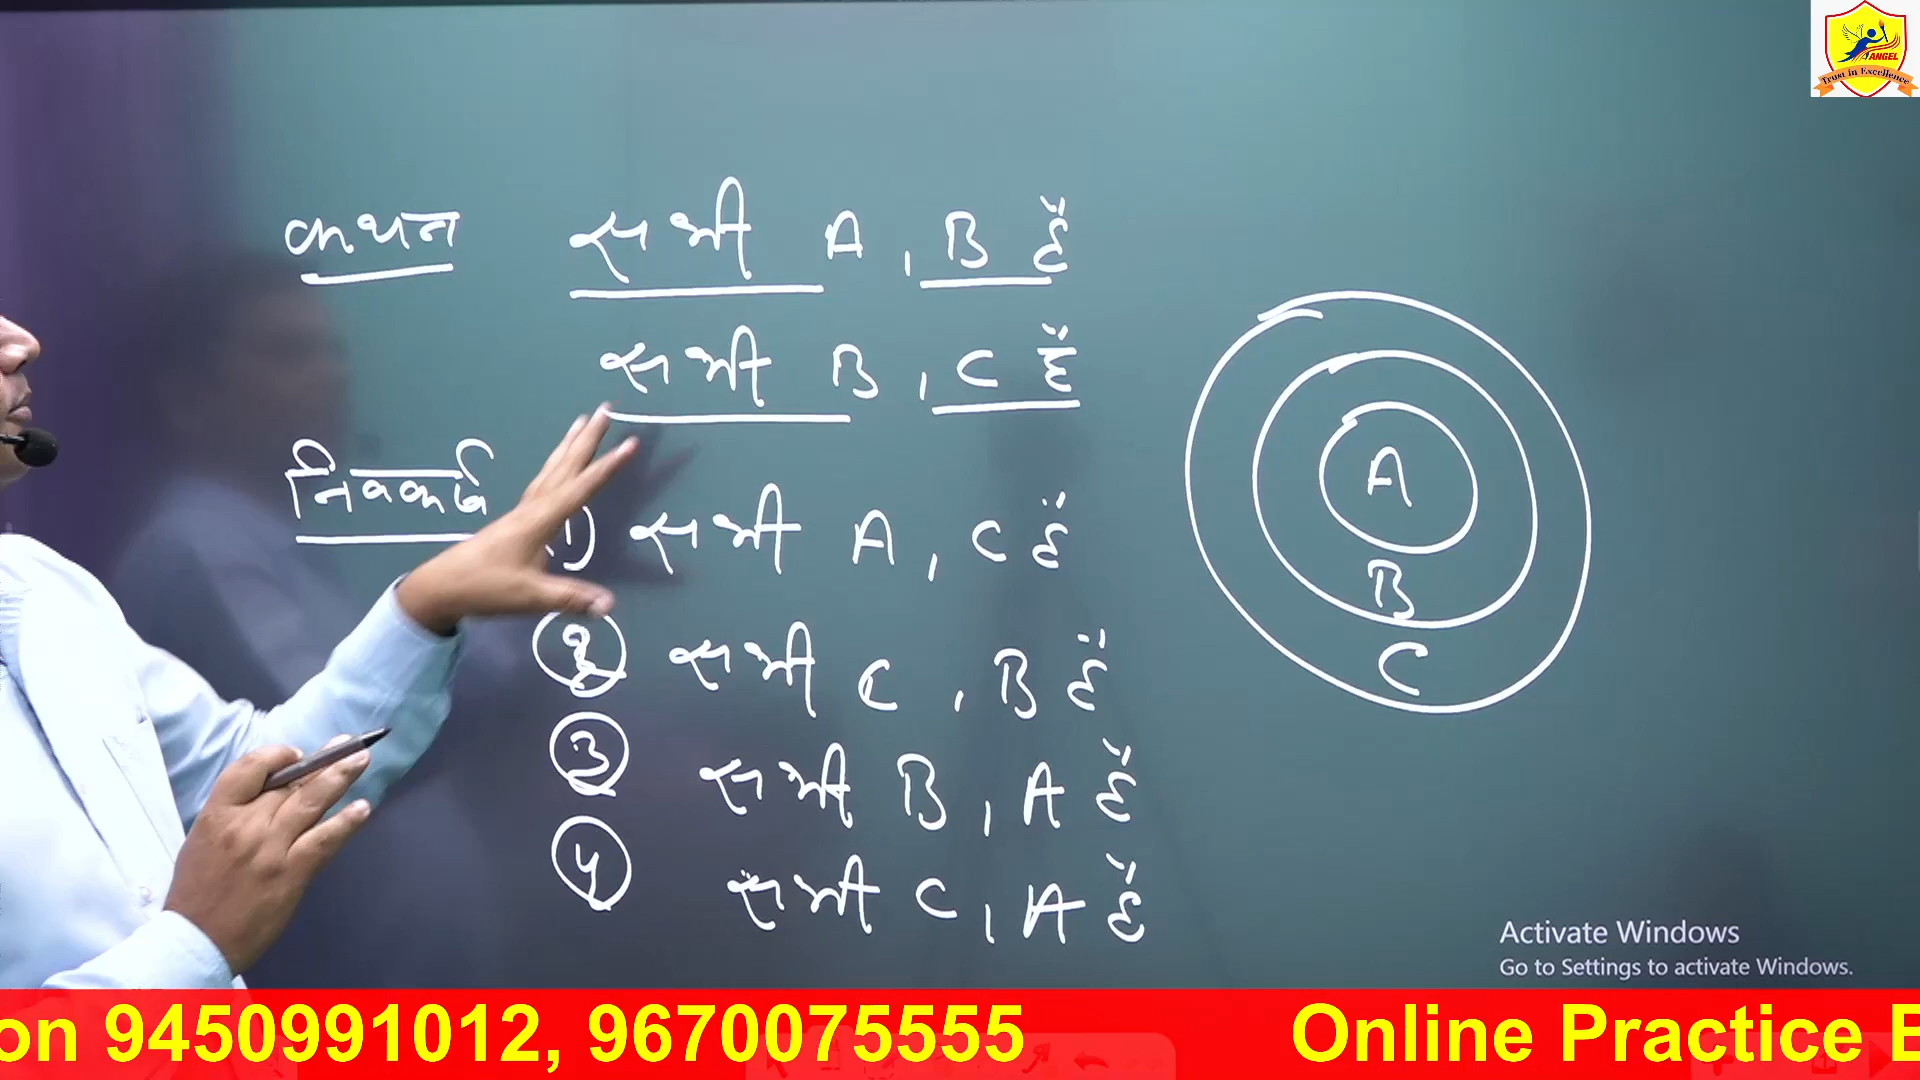 ANGEL
Trust in Excellence
कथन सभी A , B हैं
सभी B , C हैं
निष्कर्ष 1) सभी A , C हैं
2 सभी C , B हैं
3 सभी B , A हैं
4 सभी C , A हैं
A
B
C
Activate Windows
Go to Settings to activate Windows.
on 9450991012, 9670075555 Online Practice